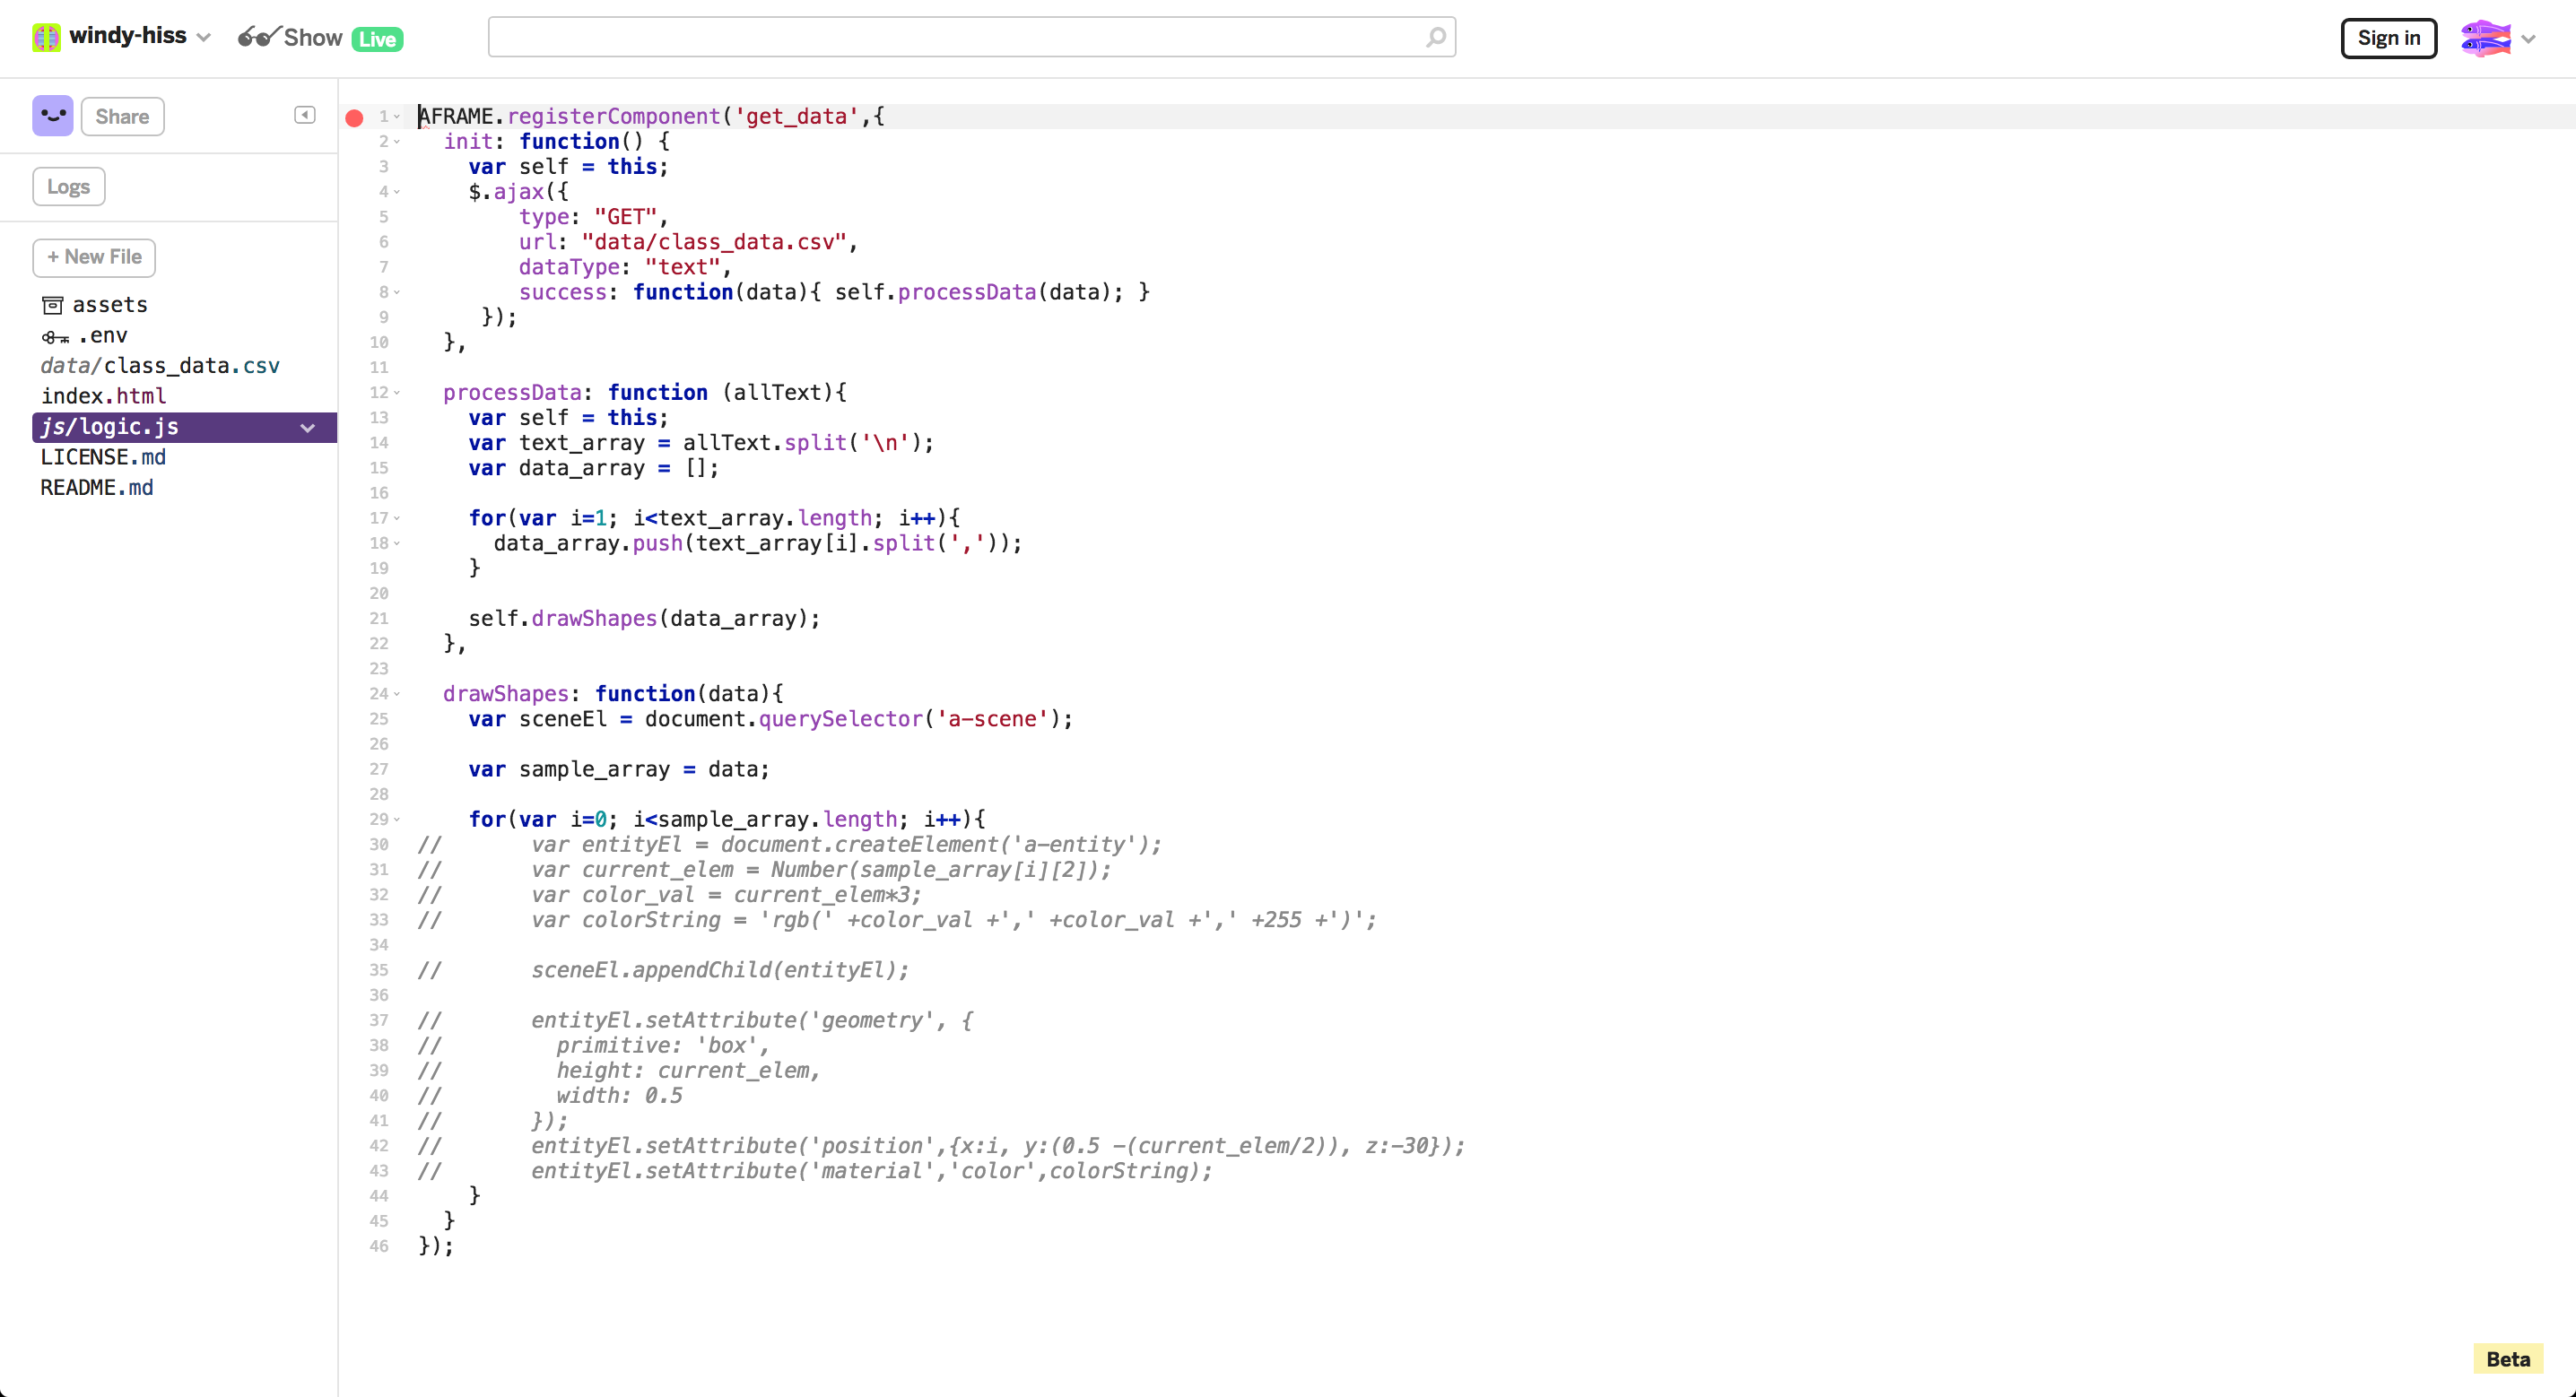 windy-hiss Show Live
Sign in
Share
Logs
+ New File
assets
.env
data/class_data.csv
index.html
js/logic.js
LICENSE.md
README.md
1 AFRAME.registerComponent('get_data',{
2   init: function() {
3     var self = this;
4     $.ajax({
5         type: "GET",
6         url: "data/class_data.csv",
7         dataType: "text",
8         success: function(data){ self.processData(data); }
9      });
10   },
11
12   processData: function (allText){
13     var self = this;
14     var text_array = allText.split('\n');
15     var data_array = [];
16
17     for(var i=1; i<text_array.length; i++){
18       data_array.push(text_array[i].split(','));
19     }
20
21     self.drawShapes(data_array);
22   },
23
24   drawShapes: function(data){
25     var sceneEl = document.querySelector('a-scene');
26
27     var sample_array = data;
28
29     for(var i=0; i<sample_array.length; i++){
30 //       var entityEl = document.createElement('a-entity');
31 //       var current_elem = Number(sample_array[i][2]);
32 //       var color_val = current_elem*3;
33 //       var colorString = 'rgb(' +color_val +',' +color_val +',' +255 +')';
34
35 //       sceneEl.appendChild(entityEl);
36
37 //       entityEl.setAttribute('geometry', {
38 //         primitive: 'box',
39 //         height: current_elem,
40 //         width: 0.5
41 //       });
42 //       entityEl.setAttribute('position',{x:i, y:(0.5 -(current_elem/2)), z:-30});
43 //       entityEl.setAttribute('material','color',colorString);
44     }
45   }
46 });
Beta